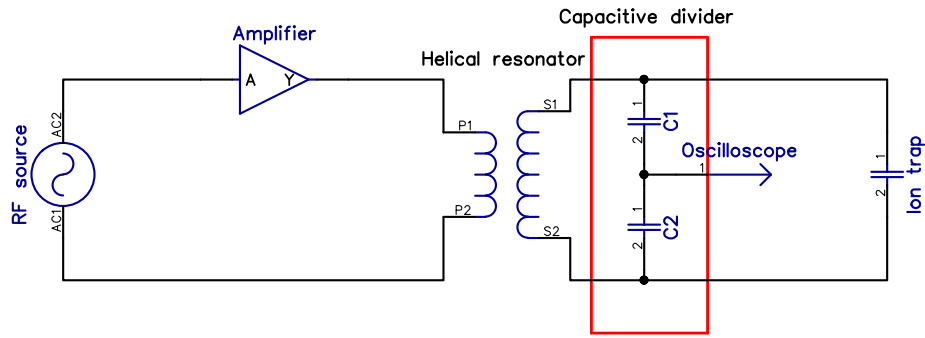 Capacitive divider
Amplifier
Helical resonator
A Y
AC2
RF source
AC1
P1
P2
S1
S2
1
C1
2
Oscilloscope
1
1
C2
2
1
Ion trap
2